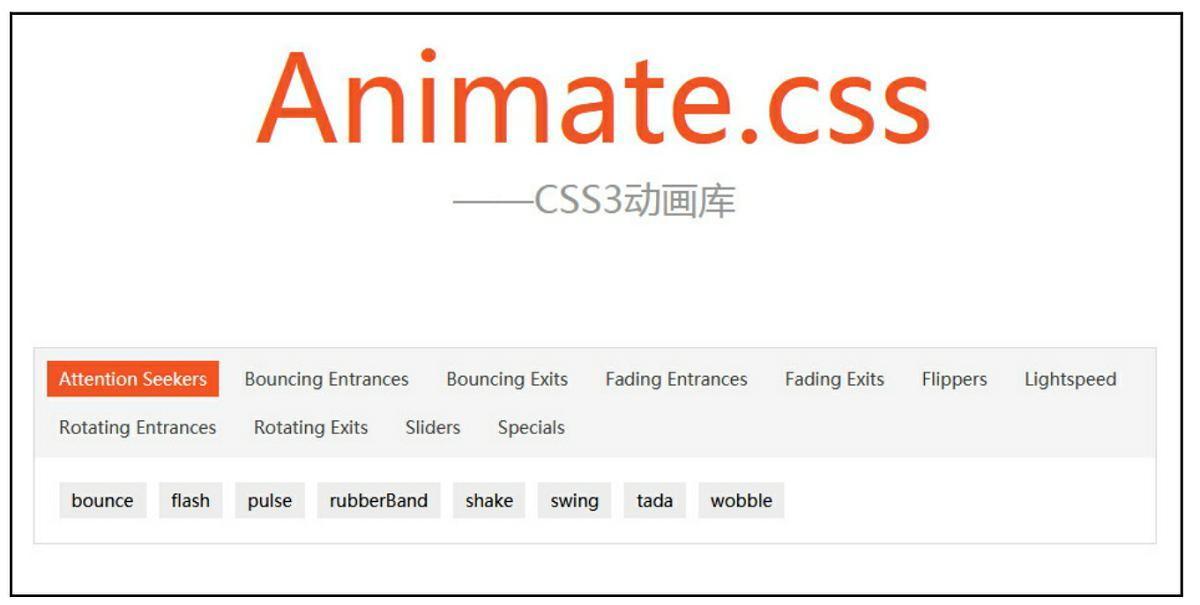 Animate.css
——CSS3动画库
Attention Seekers Bouncing Entrances Bouncing Exits Fading Entrances Fading Exits Flippers Lightspeed
Rotating Entrances Rotating Exits Sliders Specials
bounce flash pulse rubberBand shake swing tada wobble